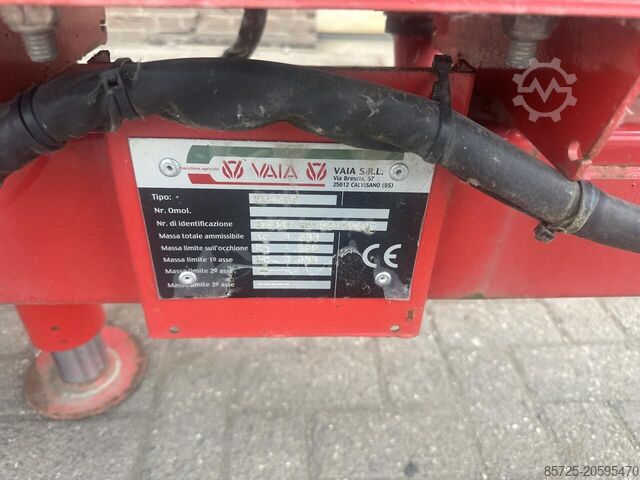 macchine agricole VAIA VAIA S.R.L.
Via Brescia, 57
25012 CALVISANO (BS)
Tipo:
Nr. Omol.
Nr. di identificazione
Massa totale ammissibile
Massa limite sull'occhione
Massa limite 1º asse
Massa limite 2º asse
Massa limite 3º asse
CE
85725-20595470